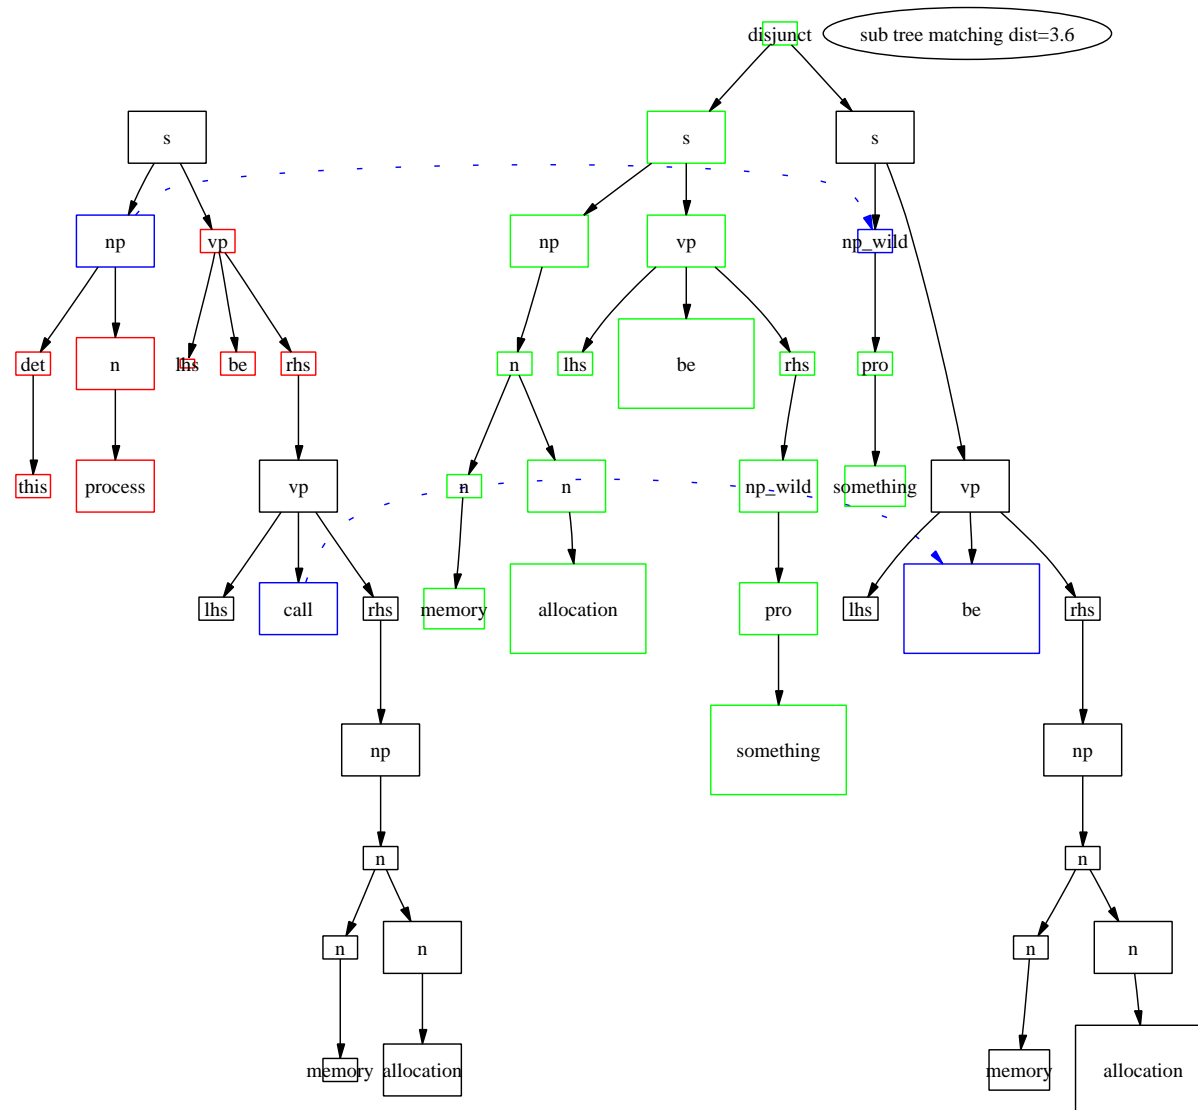 disjunct sub tree matching dist=3.6
s s s
np vp np vp np_wild
det n lhs be rhs n lhs be rhs pro
this process vp n n np_wild something vp
lhs call rhs memory allocation pro lhs be rhs
np something np
n n
n n n n
memory allocation memory allocation